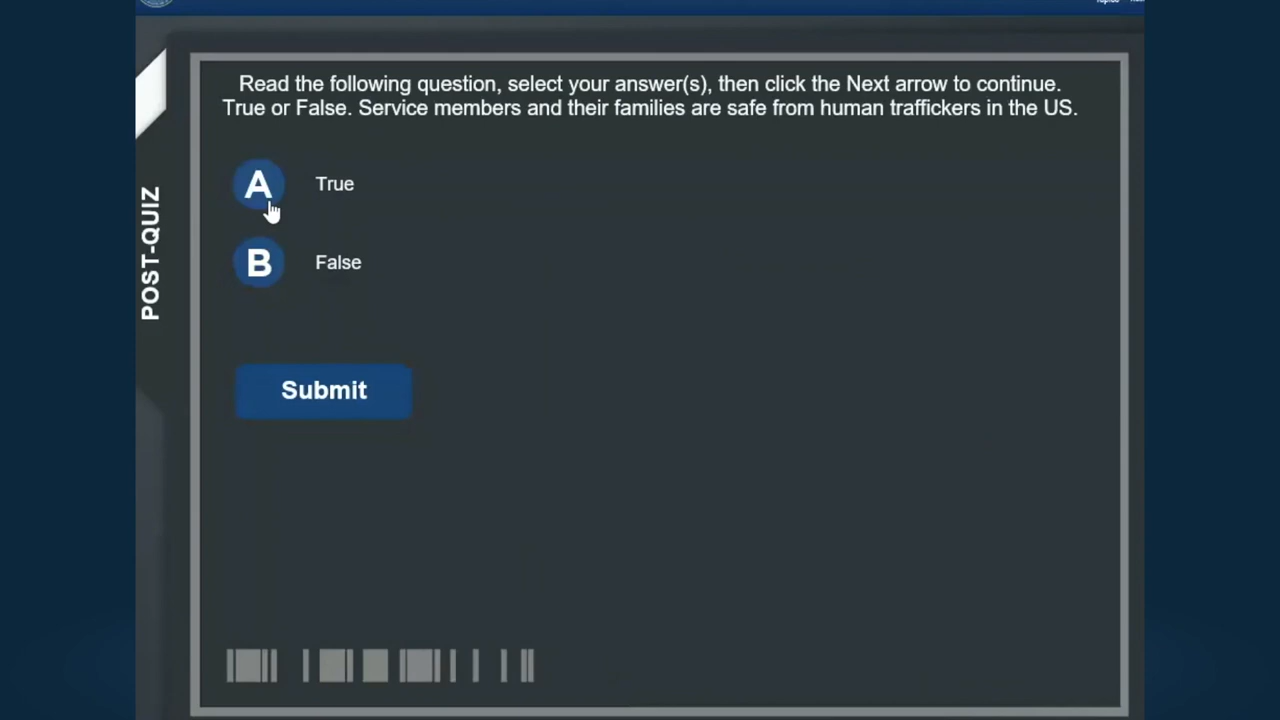 Read the following question, select your answer(s), then click the Next arrow to continue.
True or False. Service members and their families are safe from human traffickers in the US.
A True
B False
Submit
POST-QUIZ